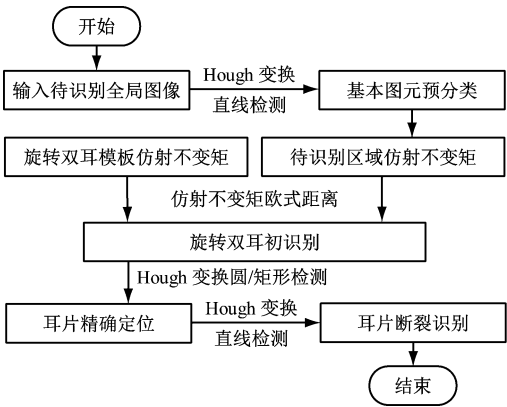 开始
输入待识别全局图像
Hough 变换
直线检测
基本图元预分类
旋转双耳模板仿射不变矩
待识别区域仿射不变矩
仿射不变矩欧式距离
旋转双耳初识别
Hough 变换圆/矩形检测
耳片精确定位
Hough 变换
直线检测
耳片断裂识别
结束